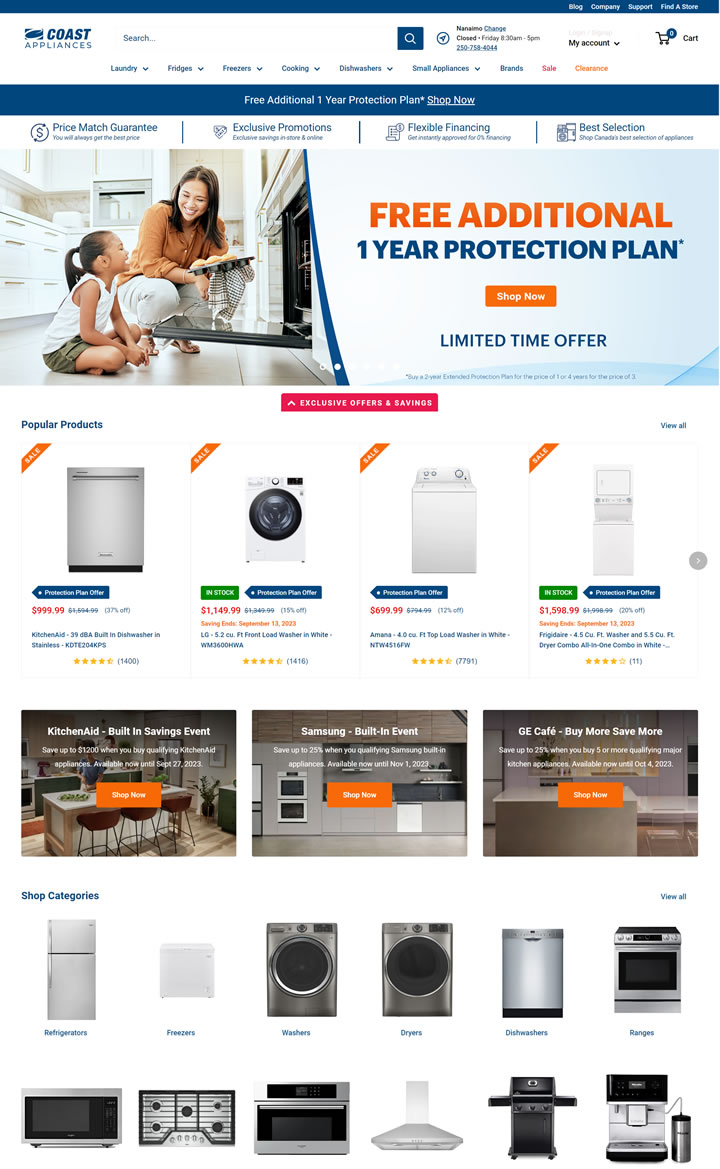 Blog Company Support Find A Store
COAST
APPLIANCES
Search...
Nanaimo Change
Closed • Friday 8:30am - 5pm
250-758-4044
Login / Signup
My account
0
Cart
Laundry Fridges Freezers Cooking Dishwashers Small Appliances Brands Sale Clearance
Free Additional 1 Year Protection Plan* Shop Now
Price Match Guarantee
You will always get the best price
Exclusive Promotions
Exclusive savings in-store & online
Flexible Financing
Get instantly approved for 0% financing
Best Selection
Shop Canada's best selection of appliances
FREE ADDITIONAL
1 YEAR PROTECTION PLAN*
Shop Now
LIMITED TIME OFFER
*Buy a 2-year Extended Protection Plan for the price of 1 or 4 years for the price of 3
EXCLUSIVE OFFERS & SAVINGS
Popular Products
View all
SALE
Protection Plan Offer
$999.99 $1,594.99 (37% off)
KitchenAid - 39 dBA Built In Dishwasher in
Stainless - KDTE204KPS
(1400)
SALE
IN STOCK Protection Plan Offer
$1,149.99 $1,349.99 (15% off)
Saving Ends: September 13, 2023
LG - 5.2 cu. ft Front Load Washer in White -
WM3600HWA
(1416)
SALE
Protection Plan Offer
$699.99 $794.99 (12% off)
Amana - 4.0 cu. Ft Top Load Washer in White -
NTW4516FW
(7791)
SALE
IN STOCK Protection Plan Offer
$1,598.99 $1,998.99 (20% off)
Saving Ends: September 13, 2023
Frigidaire - 4.5 Cu. Ft. Washer and 5.5 Cu. Ft.
Dryer Combo All-In-One Combo in White -...
(11)
KitchenAid - Built In Savings Event
Save up to $1200 when you buy qualifying KitchenAid
appliances. Available now until Sept 27, 2023.
Shop Now
Samsung - Built-In Event
Save up to 25% when you qualifying Samsung built-in
appliances. Available now until Nov 1, 2023.
Shop Now
GE Café - Buy More Save More
Save up to 25% when you buy 5 or more qualifying major
kitchen appliances. Available now until Oct 4, 2023.
Shop Now
Shop Categories
View all
Refrigerators
Freezers
Washers
Dryers
Dishwashers
Ranges